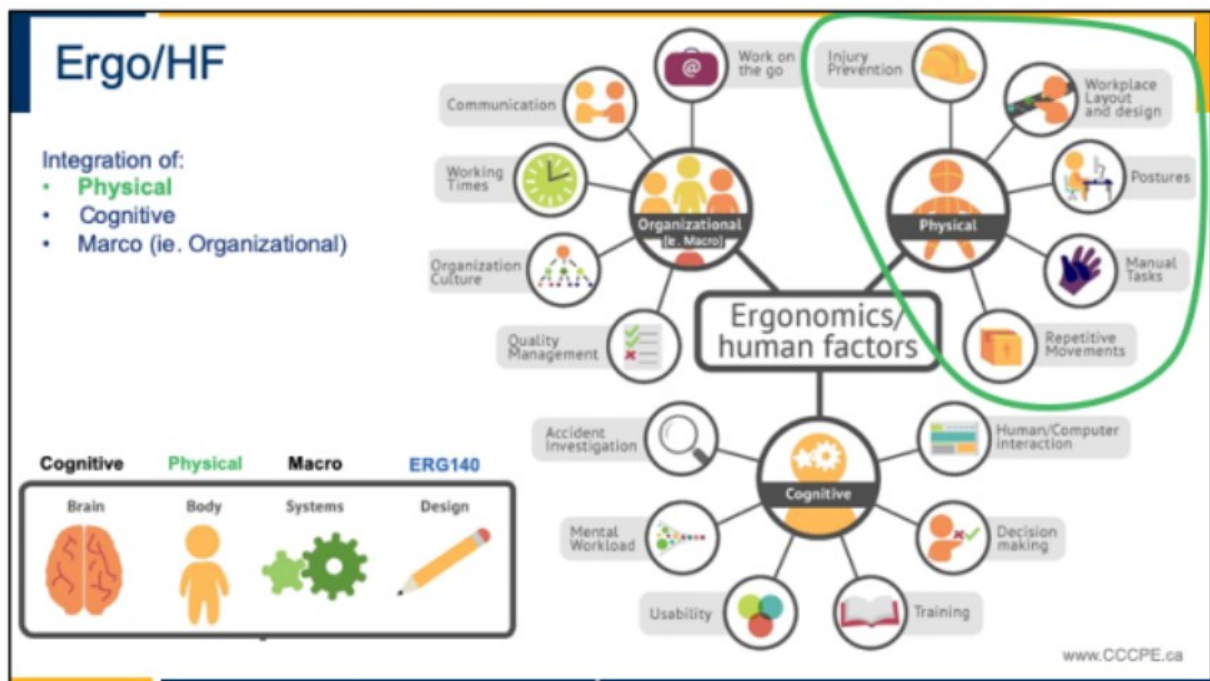 Ergo/HF
Integration of:
• Physical
• Cognitive
• Marco (ie. Organizational)
Work on
the go
Communication
Working
Times
Organization
Culture
Quality
Management
Organizational
[ie. Macro]
Injury
Prevention
Workplace
Layout
and design
Postures
Manual
Tasks
Repetitive
Movements
Physical
Ergonomics/
human factors
Accident
Investigation
Mental
Workload
Usability
Training
Decision
making
Human/Computer
interaction
Cognitive
Cognitive Physical Macro ERG140
Brain Body Systems Design
www.CCCPE.ca